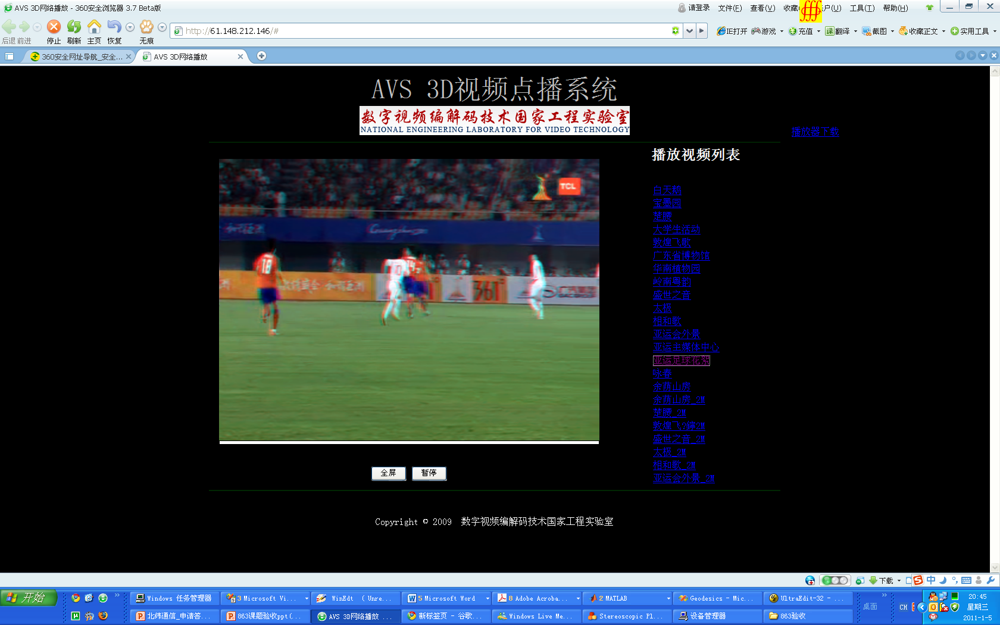 AVS 3D网络播放 - 360安全浏览器 3.7 Beta版
请登录 文件(F) 查看(V) 收藏 户(U) 工具(T) 帮助(H)
http://61.148.212.146/#
IE打开 游戏 充值 译 翻译 截图 收藏正文 实用工具
后退 前进 停止 刷新 主页 恢复 无痕
360安全网址导航_安全... AVS 3D网络播放
AVS 3D视频点播系统
数字视频编解码技术国家工程实验室
NATIONAL ENGINEERING LABORATORY FOR VIDEO TECHNOLOGY
播放器下载
播放视频列表
TCL
Guangzhou
18
361°
白天鹅
宝墨园
楚腰
大学生活动
敦煌飞歌
广东省博物馆
华南植物园
岭南粤韵
盛世之音
太极
相和歌
亚运会外景
亚运主媒体中心
亚运足球花絮
咏春
余荫山房
余荫山房_2M
楚腰_2M
盛世之音_2M
太极_2M
相和歌_2M
亚运会外景_2M
全屏 暂停
Copyright © 2009 数字视频编解码技术国家工程实验室
下载 中
开始 Windows 任务管理器 3 Microsoft Vi... WinEdt ( Unre... 5 Microsoft Word 8 Adobe Acroba... 2 MATLAB Geodesics - Mic... UltraEdit-32 - ...
北纬通信_申请答... 863课题验收ppt(... AVS 3D网络播放 ... 新标签页 - 谷歌... Windows Live Me... Stereoscopic Pl... 设备管理器 863验收
桌面 CH
20:45
星期三
2011-1-5